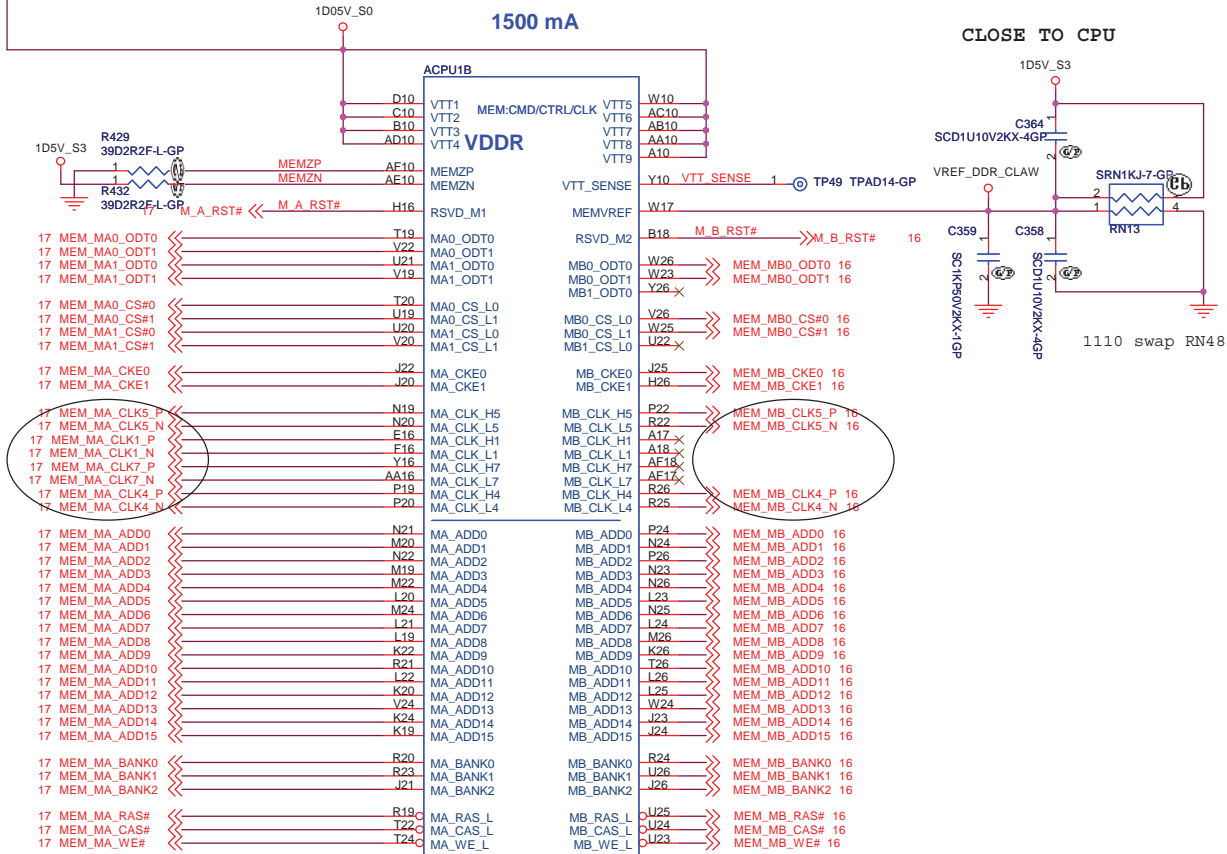 1D05V_S0
1500 mA
CLOSE TO CPU
1D5V_S3
ACPU1B
MEM:CMD/CTRL/CLK
VDDR
D10 VTT1 VTT5 W10
C10 VTT2 VTT6 AC10
B10 VTT3 VTT7 AB10
AD10 VTT4 VTT8 AA10
VTT9 A10
1D5V_S3
R429
39D2R2F-L-GP
1 2 MEMZP AF10 MEMZP
1 2 MEMZN AE10 MEMZN
R432
39D2R2F-L-GP
VTT_SENSE Y10 VTT_SENSE 1 TP49 TPAD14-GP
17 M_A_RST# M_A_RST# H16 RSVD_M1 MEMVREF W17
RSVD_M2 B18 M_B_RST# M_B_RST# 16
C364
SCD1U10V2KX-4GP
1
2
VREF_DDR_CLAW
SRN1KJ-7-GP
2 3
1 4
RN13
C359
SC1KP50V2KX-1GP
1
2
C358
SCD1U10V2KX-4GP
1
2
1110 swap RN48
17 MEM_MA0_ODT0 T19 MA0_ODT0 MB0_ODT0 W26 MEM_MB0_ODT0 16
17 MEM_MA0_ODT1 V22 MA0_ODT1 MB0_ODT1 W23 MEM_MB0_ODT1 16
17 MEM_MA1_ODT0 U21 MA1_ODT0 MB1_ODT0 Y26
17 MEM_MA1_ODT1 V19 MA1_ODT1
17 MEM_MA0_CS#0 T20 MA0_CS_L0 MB0_CS_L0 V26 MEM_MB0_CS#0 16
17 MEM_MA0_CS#1 U19 MA0_CS_L1 MB0_CS_L1 W25 MEM_MB0_CS#1 16
17 MEM_MA1_CS#0 U20 MA1_CS_L0 MB1_CS_L0 U22
17 MEM_MA1_CS#1 V20 MA1_CS_L1
17 MEM_MA_CKE0 J22 MA_CKE0 MB_CKE0 J25 MEM_MB_CKE0 16
17 MEM_MA_CKE1 J20 MA_CKE1 MB_CKE1 H26 MEM_MB_CKE1 16
17 MEM_MA_CLK5_P N19 MA_CLK_H5 MB_CLK_H5 P22 MEM_MB_CLK5_P 16
17 MEM_MA_CLK5_N N20 MA_CLK_L5 MB_CLK_L5 R22 MEM_MB_CLK5_N 16
17 MEM_MA_CLK1_P E16 MA_CLK_H1 MB_CLK_H1 A17
17 MEM_MA_CLK1_N F16 MA_CLK_L1 MB_CLK_L1 A18
17 MEM_MA_CLK7_P Y16 MA_CLK_H7 MB_CLK_H7 AF18
17 MEM_MA_CLK7_N AA16 MA_CLK_L7 MB_CLK_L7 AF17
17 MEM_MA_CLK4_P P19 MA_CLK_H4 MB_CLK_H4 R26 MEM_MB_CLK4_P 16
17 MEM_MA_CLK4_N P20 MA_CLK_L4 MB_CLK_L4 R25 MEM_MB_CLK4_N 16
17 MEM_MA_ADD0 N21 MA_ADD0 MB_ADD0 P24 MEM_MB_ADD0 16
17 MEM_MA_ADD1 M20 MA_ADD1 MB_ADD1 N24 MEM_MB_ADD1 16
17 MEM_MA_ADD2 N22 MA_ADD2 MB_ADD2 P26 MEM_MB_ADD2 16
17 MEM_MA_ADD3 M19 MA_ADD3 MB_ADD3 N23 MEM_MB_ADD3 16
17 MEM_MA_ADD4 M22 MA_ADD4 MB_ADD4 N26 MEM_MB_ADD4 16
17 MEM_MA_ADD5 L20 MA_ADD5 MB_ADD5 L23 MEM_MB_ADD5 16
17 MEM_MA_ADD6 M24 MA_ADD6 MB_ADD6 N25 MEM_MB_ADD6 16
17 MEM_MA_ADD7 L21 MA_ADD7 MB_ADD7 L24 MEM_MB_ADD7 16
17 MEM_MA_ADD8 L19 MA_ADD8 MB_ADD8 M26 MEM_MB_ADD8 16
17 MEM_MA_ADD9 K22 MA_ADD9 MB_ADD9 K26 MEM_MB_ADD9 16
17 MEM_MA_ADD10 R21 MA_ADD10 MB_ADD10 T26 MEM_MB_ADD10 16
17 MEM_MA_ADD11 L22 MA_ADD11 MB_ADD11 L26 MEM_MB_ADD11 16
17 MEM_MA_ADD12 K20 MA_ADD12 MB_ADD12 L25 MEM_MB_ADD12 16
17 MEM_MA_ADD13 V24 MA_ADD13 MB_ADD13 W24 MEM_MB_ADD13 16
17 MEM_MA_ADD14 K24 MA_ADD14 MB_ADD14 J23 MEM_MB_ADD14 16
17 MEM_MA_ADD15 K19 MA_ADD15 MB_ADD15 J24 MEM_MB_ADD15 16
17 MEM_MA_BANK0 R20 MA_BANK0 MB_BANK0 R24 MEM_MB_BANK0 16
17 MEM_MA_BANK1 R23 MA_BANK1 MB_BANK1 U26 MEM_MB_BANK1 16
17 MEM_MA_BANK2 J21 MA_BANK2 MB_BANK2 J26 MEM_MB_BANK2 16
17 MEM_MA_RAS# R19 MA_RAS_L MB_RAS_L U25 MEM_MB_RAS# 16
17 MEM_MA_CAS# T22 MA_CAS_L MB_CAS_L U24 MEM_MB_CAS# 16
17 MEM_MA_WE# T24 MA_WE_L MB_WE_L U23 MEM_MB_WE# 16